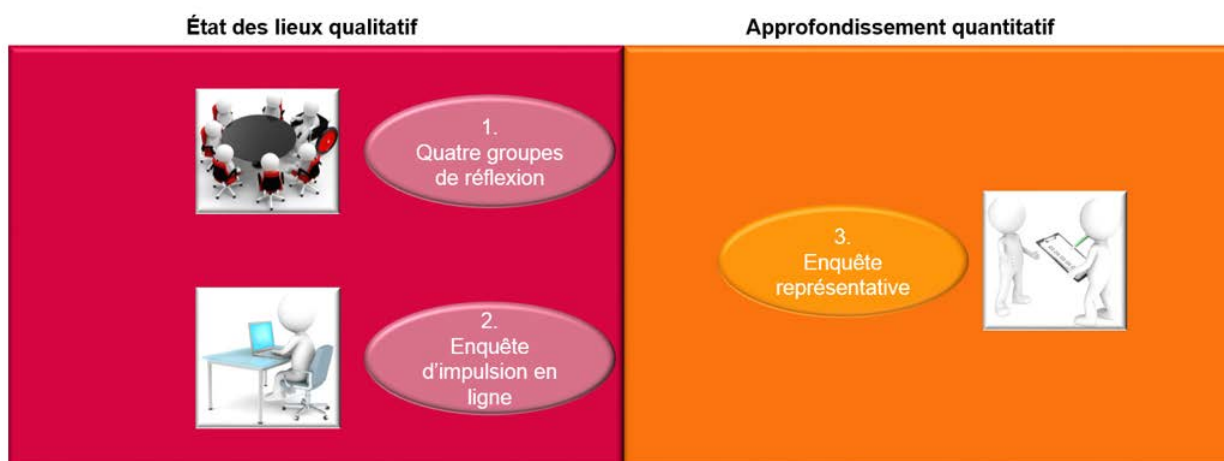 État des lieux qualitatif
Approfondissement quantitatif
1.
Quatre groupes
de réflexion
2.
Enquête
d'impulsion en
ligne
3.
Enquête
représentative